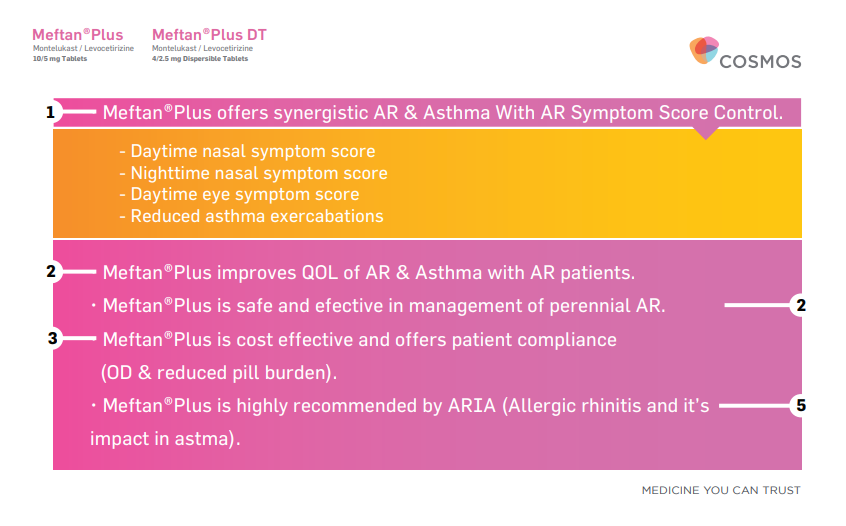 Meftan®Plus
Montelukast / Levocetirizine
10/5 mg Tablets
Meftan®Plus DT
Montelukast / Levocetirizine
4/2.5 mg Dispersible Tablets
COSMOS
1 Meftan®Plus offers synergistic AR & Asthma With AR Symptom Score Control.
- Daytime nasal symptom score
- Nighttime nasal symptom score
- Daytime eye symptom score
- Reduced asthma exercabations
2 Meftan®Plus improves QOL of AR & Asthma with AR patients.
· Meftan®Plus is safe and efective in management of perennial AR. 2
3 Meftan®Plus is cost effective and offers patient compliance
(OD & reduced pill burden).
· Meftan®Plus is highly recommended by ARIA (Allergic rhinitis and it's 5
impact in astma).
MEDICINE YOU CAN TRUST